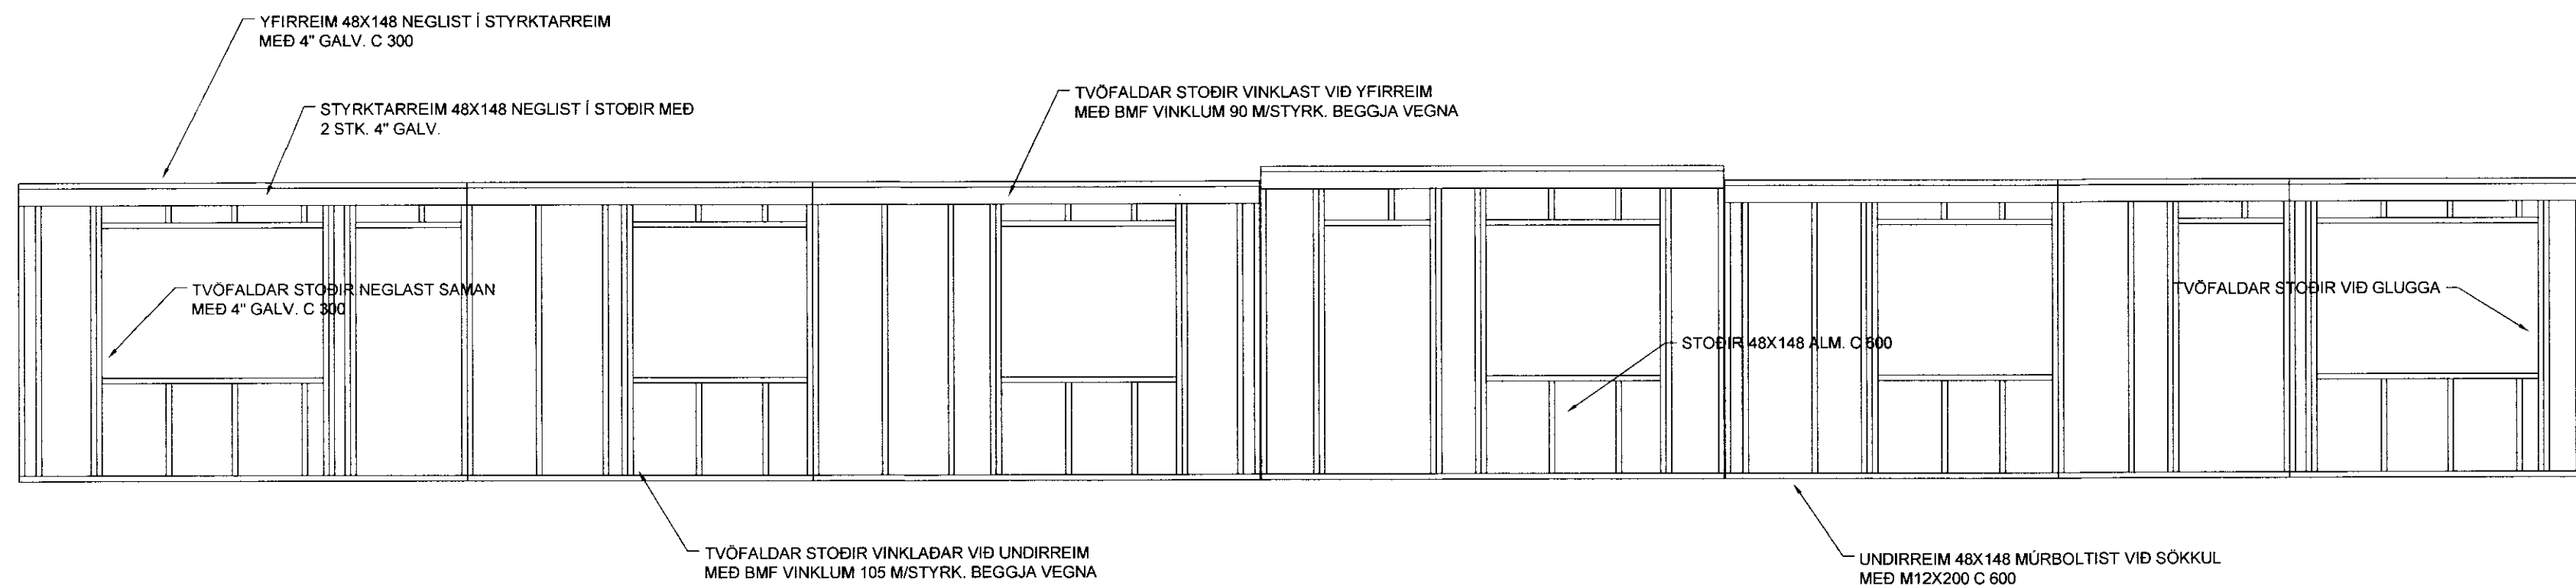 YFIRREIM 48X148 NEGLIST Í STYRKTARREIM
MEÐ 4" GALV. C 300
STYRKTARREIM 48X148 NEGLIST Í STOÐIR MEÐ
2 STK. 4" GALV.
TVÖFALDAR STOÐIR VINKLAST VIÐ YFIRREIM
MEÐ BMF VINKLUM 90 M/STYRK. BEGGJA VEGNA
TVÖFALDAR STOÐIR NEGLAST SAMAN
MEÐ 4" GALV. C 300
TVÖFALDAR STOÐIR VIÐ GLUGGA
STOÐIR 48X148 ALM. C 600
TVÖFALDAR STOÐIR VINKLAÐAR VIÐ UNDIRREIM
MEÐ BMF VINKLUM 105 M/STYRK. BEGGJA VEGNA
UNDIRREIM 48X148 MÚRBOLTIST VIÐ SÖKKUL
MEÐ M12X200 C 600